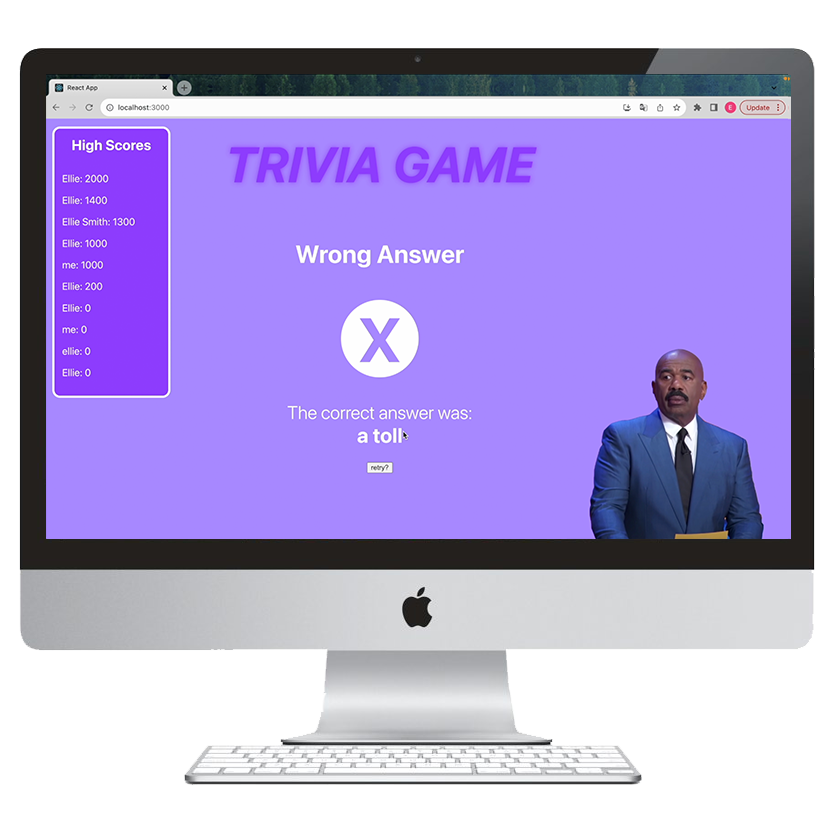 React App
localhost:3000
E
Update
High Scores
Ellie: 2000
Ellie: 1400
Ellie Smith: 1300
Ellie: 1000
me: 1000
Ellie: 200
Ellie: 0
me: 0
ellie: 0
Ellie: 0
TRIVIA GAME
Wrong Answer
X
The correct answer was:
a toll
retry?